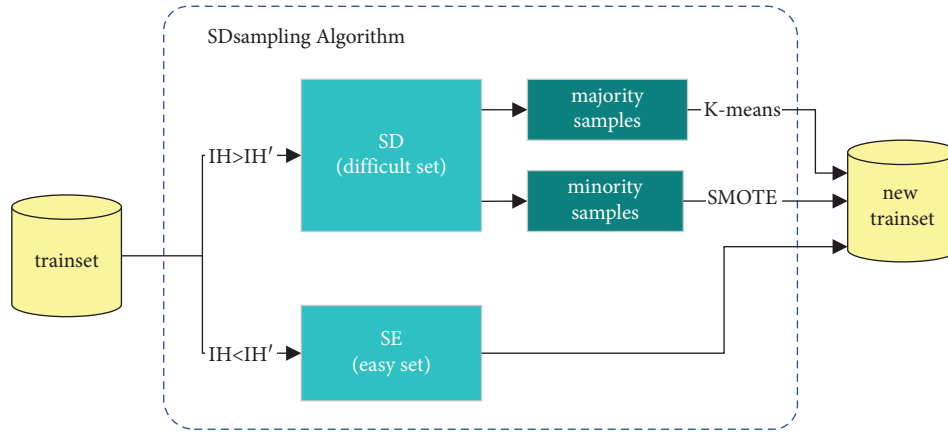 SDsampling Algorithm
trainset
IH>IH′
SD
(difficult set)
majority
samples
K-means
minority
samples
SMOTE
IH<IH′
SE
(easy set)
new
trainset